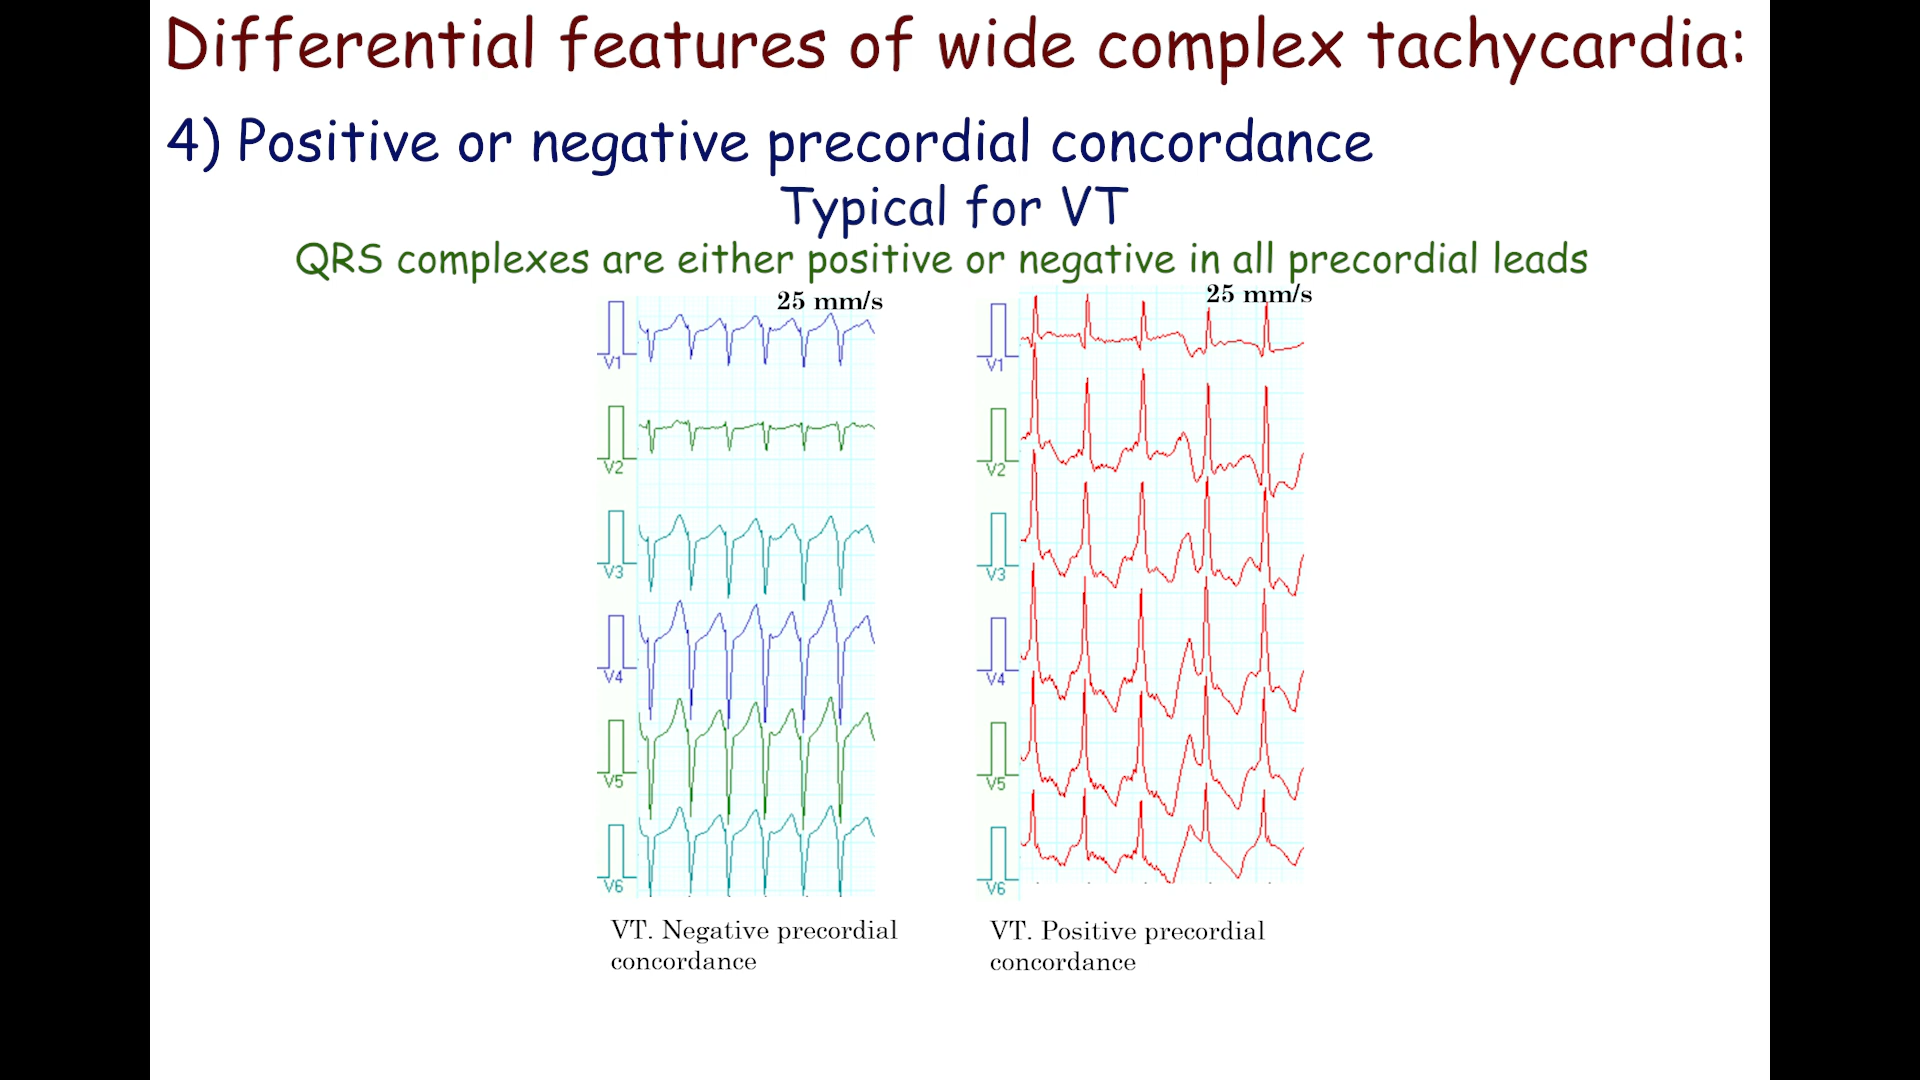 Differential features of wide complex tachycardia:
4) Positive or negative precordial concordance
Typical for VT
QRS complexes are either positive or negative in all precordial leads
25 mm/s
V1
V2
V3
V4
V5
V6
VT. Negative precordial
concordance
25 mm/s
V1
V2
V3
V4
V5
V6
VT. Positive precordial
concordance